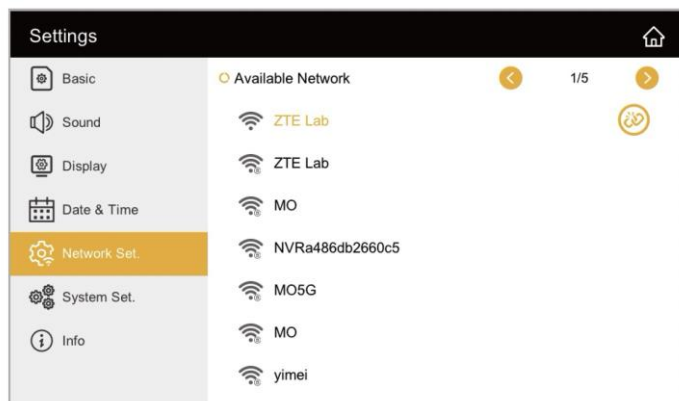 Settings
Basic
Sound
Display
Date & Time
Network Set.
System Set.
Info
Available Network
1/5
ZTE Lab
ZTE Lab
MO
NVRa486db2660c5
MO5G
MO
yimei